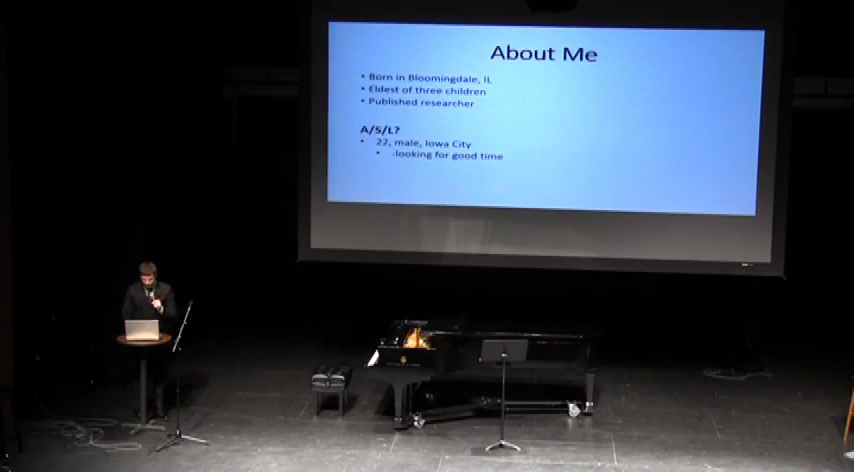 About Me
• Born in Bloomingdale, IL
• Eldest of three children
• Published researcher
A/S/L?
• 22, male, Iowa City
• -looking for good time